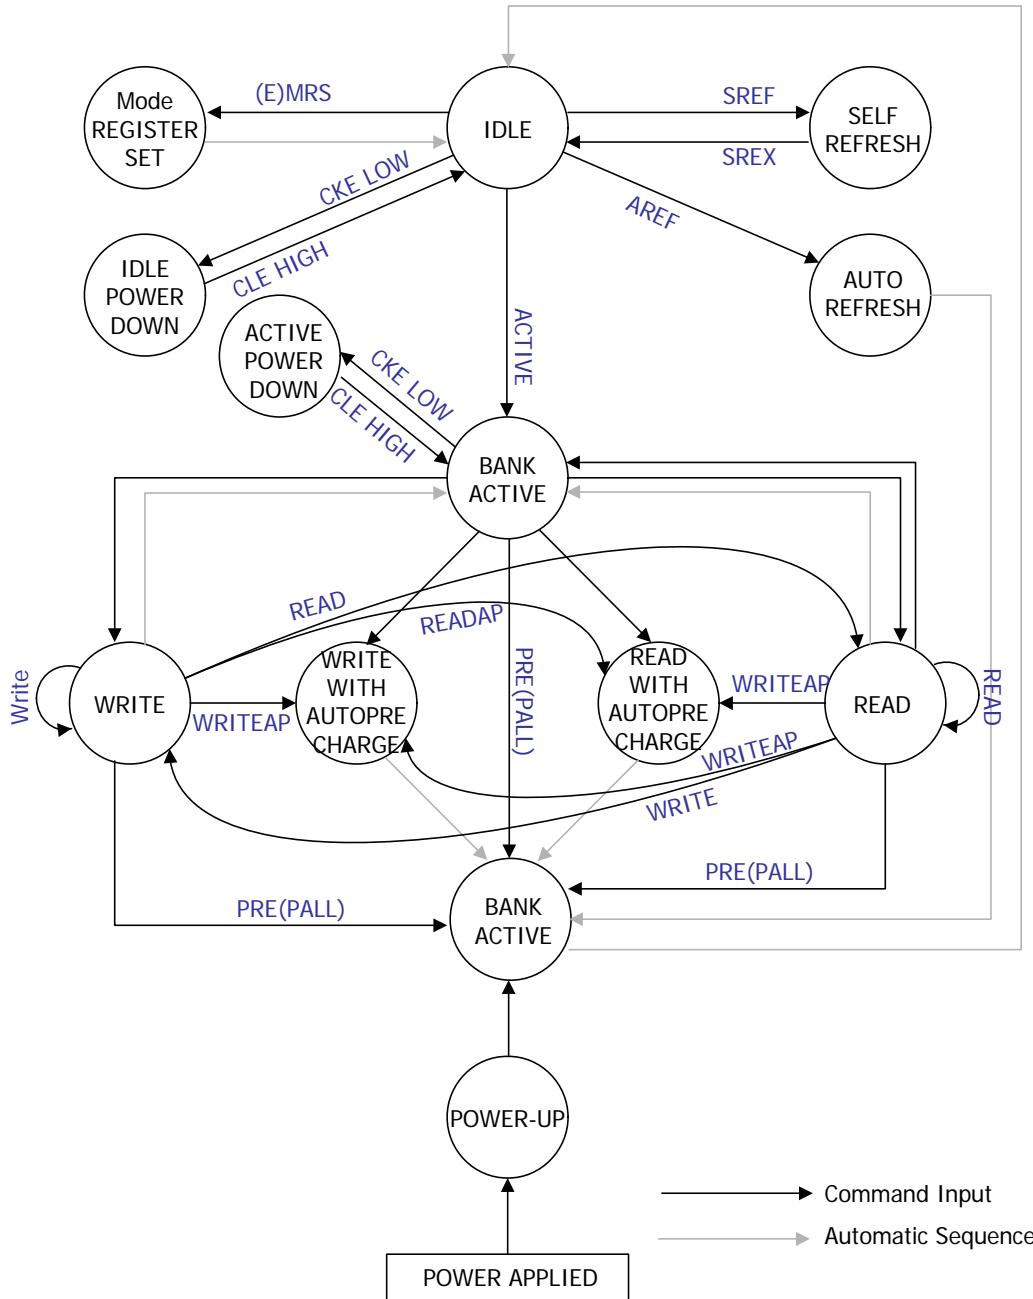 (E)MRS
SREF
Mode
REGISTER
SET
IDLE
SELF
REFRESH
SREX
CKE LOW
AREF
CLE HIGH
IDLE
POWER
DOWN
AUTO
REFRESH
ACTIVE
ACTIVE
POWER
DOWN
CKE LOW
CLE HIGH
BANK
ACTIVE
READ
READAP
PRE(PALL)
Write
WRITE
WRITEAP
WRITE
WITH
AUTOPRE
CHARGE
READ
WITH
AUTOPRE
CHARGE
WRITEAP
READ
READ
WRITEAP
WRITE
PRE(PALL)
PRE(PALL)
BANK
ACTIVE
POWER-UP
Command Input
Automatic Sequence
POWER APPLIED